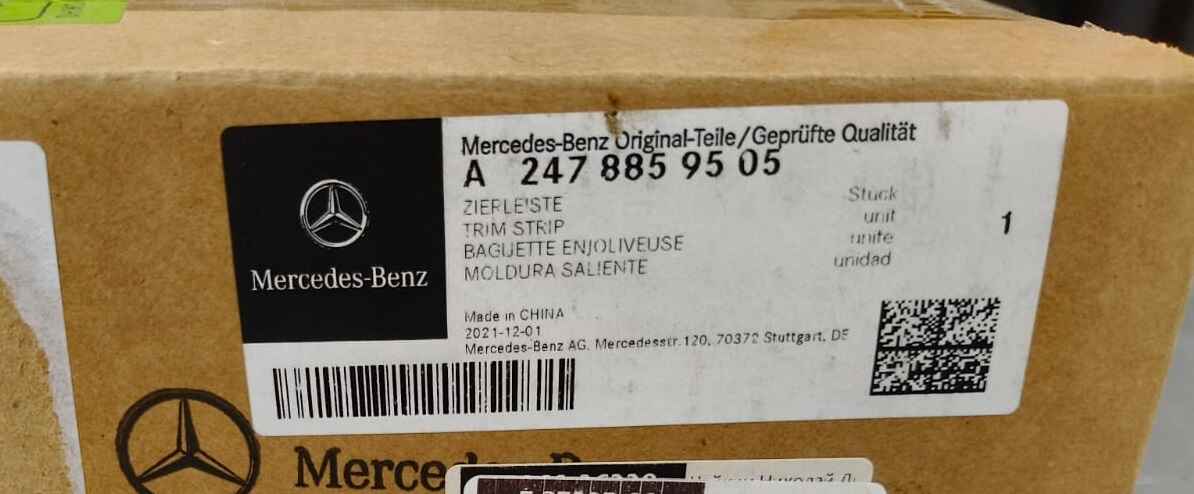 Mercedes-Benz Original-Teile/Geprüfte Qualität
A 247 885 95 05
ZIERLEISTE
TRIM STRIP
BAGUETTE ENJOLIVEUSE
MOLDURA SALIENTE
Stück
unit
unite
unidad
1
Mercedes-Benz
Made in CHINA
2021-12-01
Mercedes-Benz AG, Mercedesstr.120, 70372 Stuttgart, DE